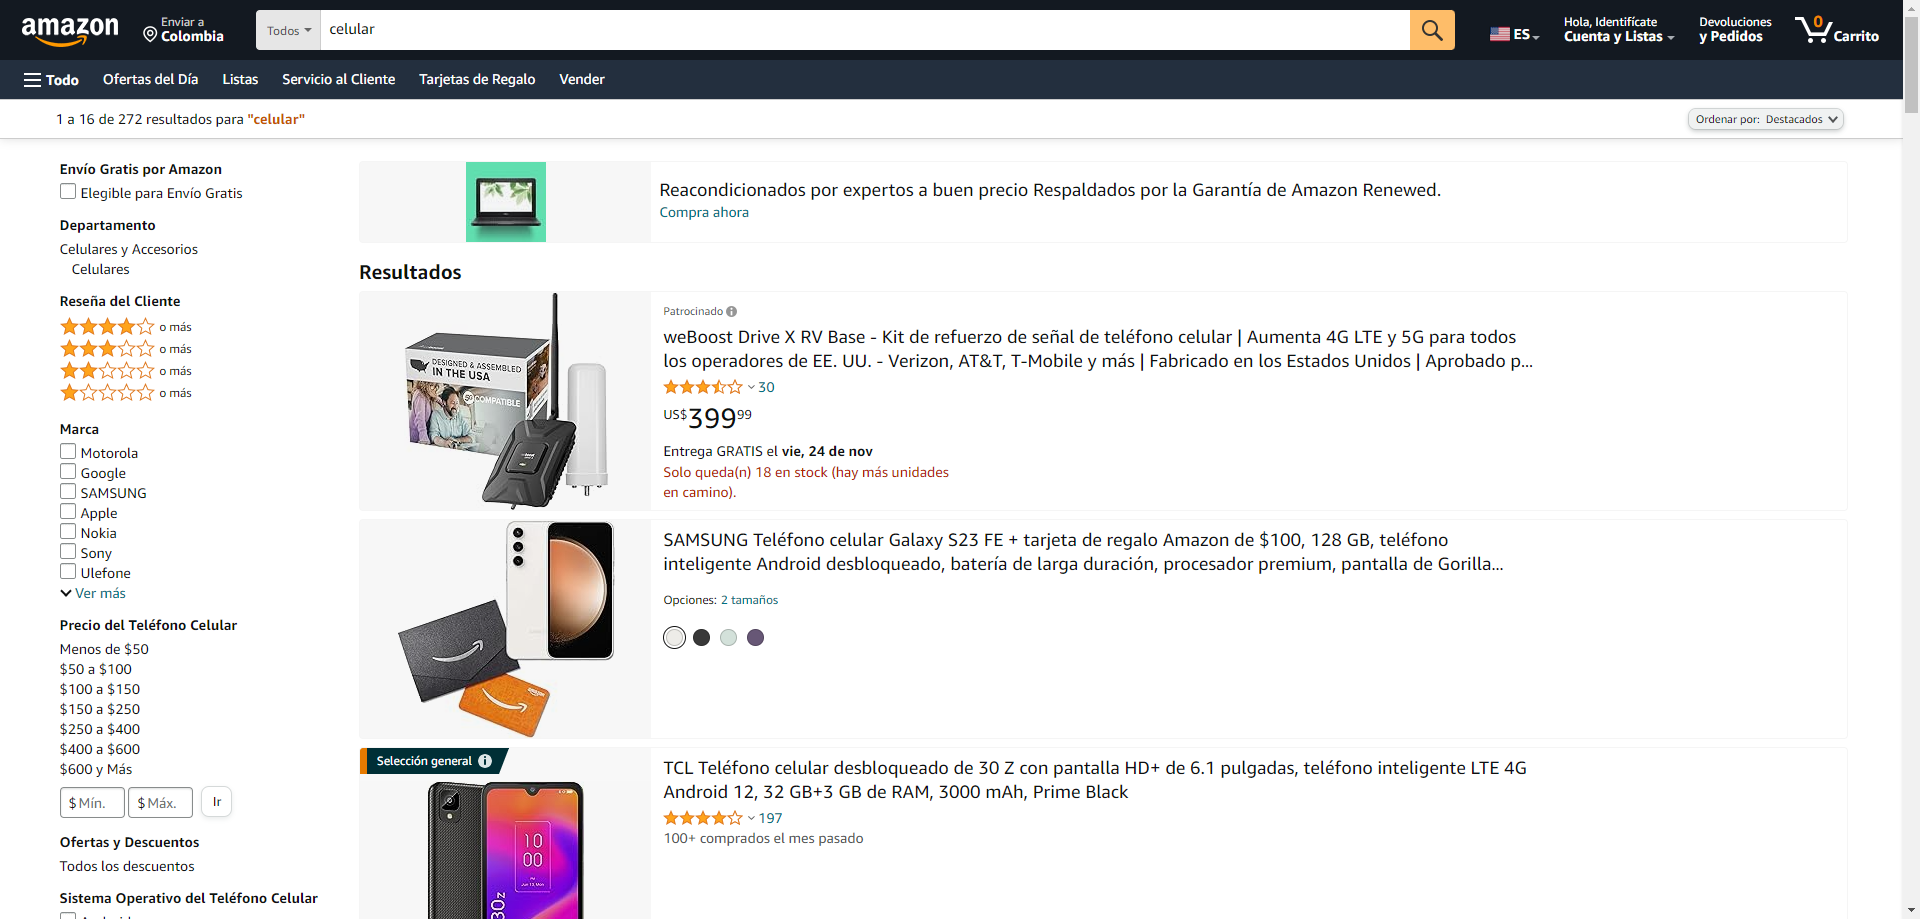 amazon
Enviar a
Colombia
Todos
celular
ES
Hola, Identifícate
Cuenta y Listas
Devoluciones
y Pedidos
0
Carrito
Todo
Ofertas del Día
Listas
Servicio al Cliente
Tarjetas de Regalo
Vender
1 a 16 de 272 resultados para "celular"
Ordenar por: Destacados
Envío Gratis por Amazon
Elegible para Envío Gratis
Departamento
Celulares y Accesorios
Celulares
Reseña del Cliente
o más
o más
o más
o más
Marca
Motorola
Google
SAMSUNG
Apple
Nokia
Sony
Ulefone
Ver más
Precio del Teléfono Celular
Menos de $50
$50 a $100
$100 a $150
$150 a $250
$250 a $400
$400 a $600
$600 y Más
$ Mín.
$ Máx.
Ir
Ofertas y Descuentos
Todos los descuentos
Sistema Operativo del Teléfono Celular
Reacondicionados por expertos a buen precio Respaldados por la Garantía de Amazon Renewed.
Compra ahora
Resultados
DESIGNED & ASSEMBLED
IN THE USA
5G COMPATIBLE
Patrocinado
weBoost Drive X RV Base - Kit de refuerzo de señal de teléfono celular | Aumenta 4G LTE y 5G para todos
los operadores de EE. UU. - Verizon, AT&T, T-Mobile y más | Fabricado en los Estados Unidos | Aprobado p...
30
US$399 99
Entrega GRATIS el vie, 24 de nov
Solo queda(n) 18 en stock (hay más unidades
en camino).
amazon
SAMSUNG Teléfono celular Galaxy S23 FE + tarjeta de regalo Amazon de $100, 128 GB, teléfono
inteligente Android desbloqueado, batería de larga duración, procesador premium, pantalla de Gorilla...
Opciones: 2 tamaños
Selección general
10
00
30z
TCL Teléfono celular desbloqueado de 30 Z con pantalla HD+ de 6.1 pulgadas, teléfono inteligente LTE 4G
Android 12, 32 GB+3 GB de RAM, 3000 mAh, Prime Black
197
100+ comprados el mes pasado